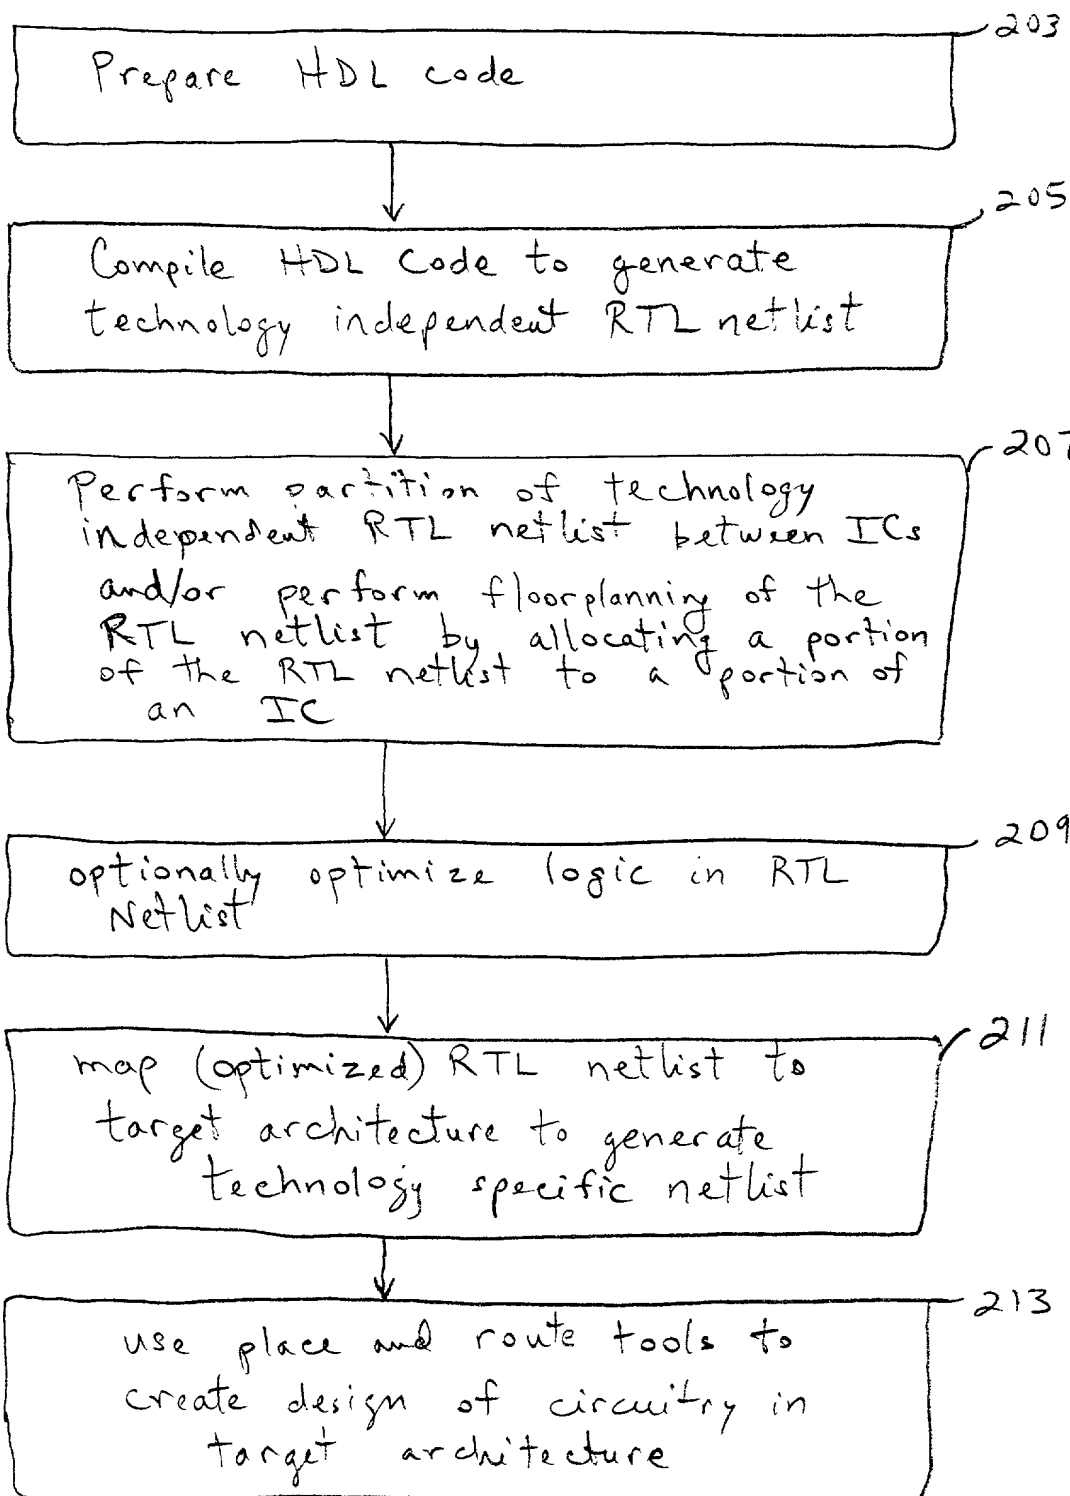 203
Prepare HDL code
205
Compile HDL Code to generate
technology independent RTL netlist
207
Perform partition of technology
independent RTL netlist between ICs
and/or perform floorplanning of the
RTL netlist by allocating a portion
of the RTL netlist to a portion of
an IC
209
optionally optimize logic in RTL
Netlist
211
map (optimized) RTL netlist to
target architecture to generate
technology specific netlist
213
use place and route tools to
create design of circuitry in
target architecture